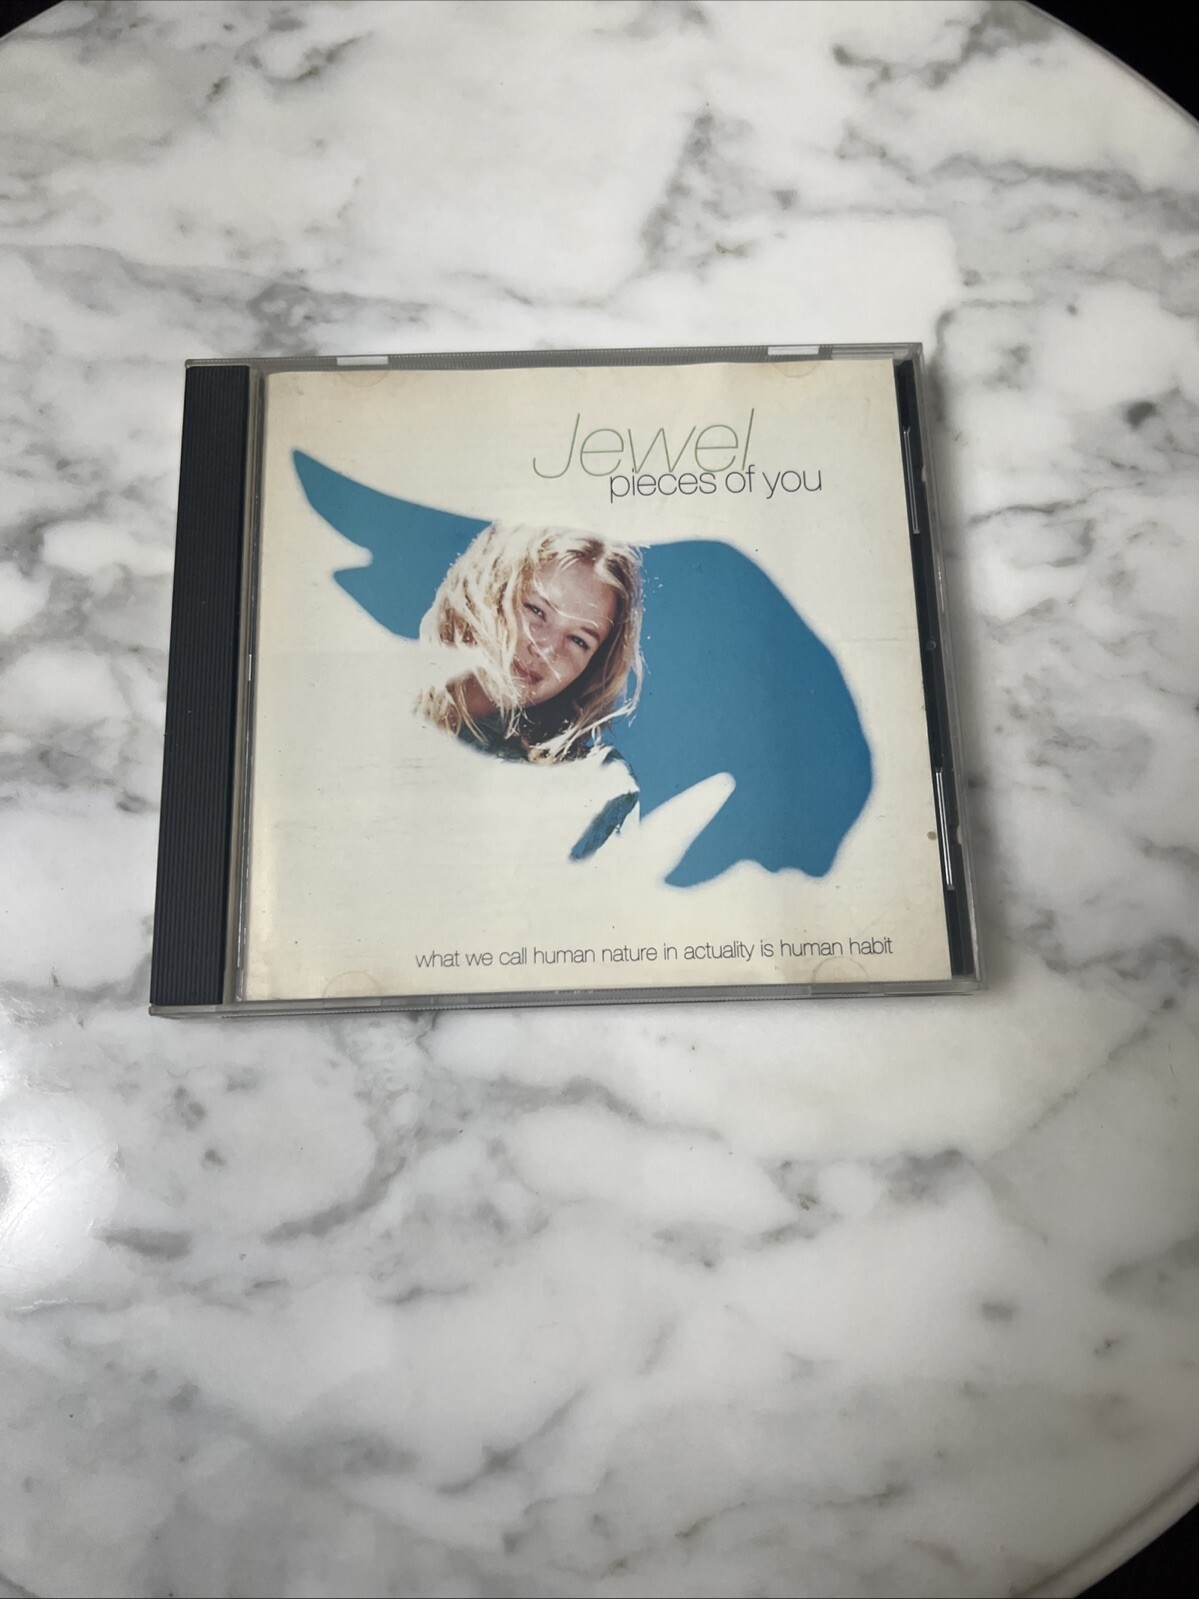 Jewel
pieces of you
what we call human nature in actuality is human habit